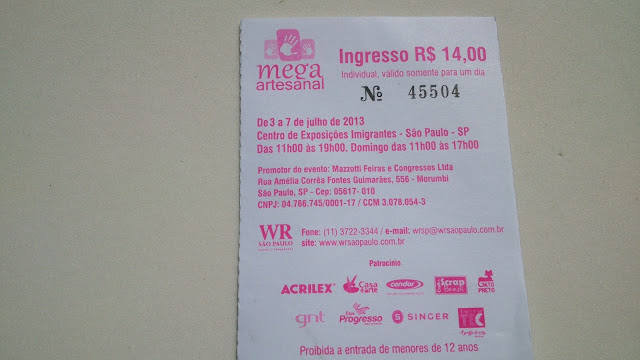 mega
artesanal
Ingresso R$ 14,00
Individual, válido somente para um dia
Nº 45504
De 3 a 7 de julho de 2013
Centro de Exposições Imigrantes - São Paulo - SP
Das 11h00 às 19h00. Domingo das 11h00 às 17h00
Promotor do evento: Mazzotti Feiras e Congressos Ltda
Rua Amélia Corrêa Fontes Guimarães, 556 - Morumbi
São Paulo, SP - Cep: 05617- 010
CNPJ: 04.766.745/0001-17 / CCM 3.078.054-3
WR
SÃO PAULO
Fone: (11) 3722-3344 / e-mail: wrsp@wrsaopaulo.com.br
site: www.wrsaopaulo.com.br
Patrocínio
ACRILEX Casa da arte condor Scrap GATO PRETO
gnt Progresso SINGER
Proibida a entrada de menores de 12 anos